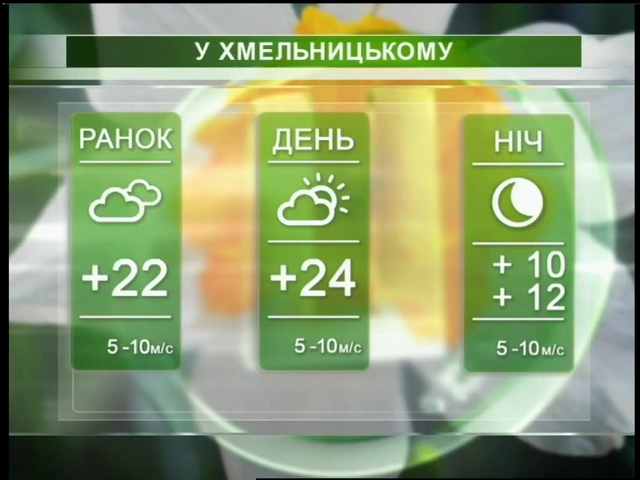 У ХМЕЛЬНИЦЬКОМУ
РАНОК
+22
5 -10м/с
ДЕНЬ
+24
5 -10м/с
НІЧ
+ 10
+ 12
5 -10м/с